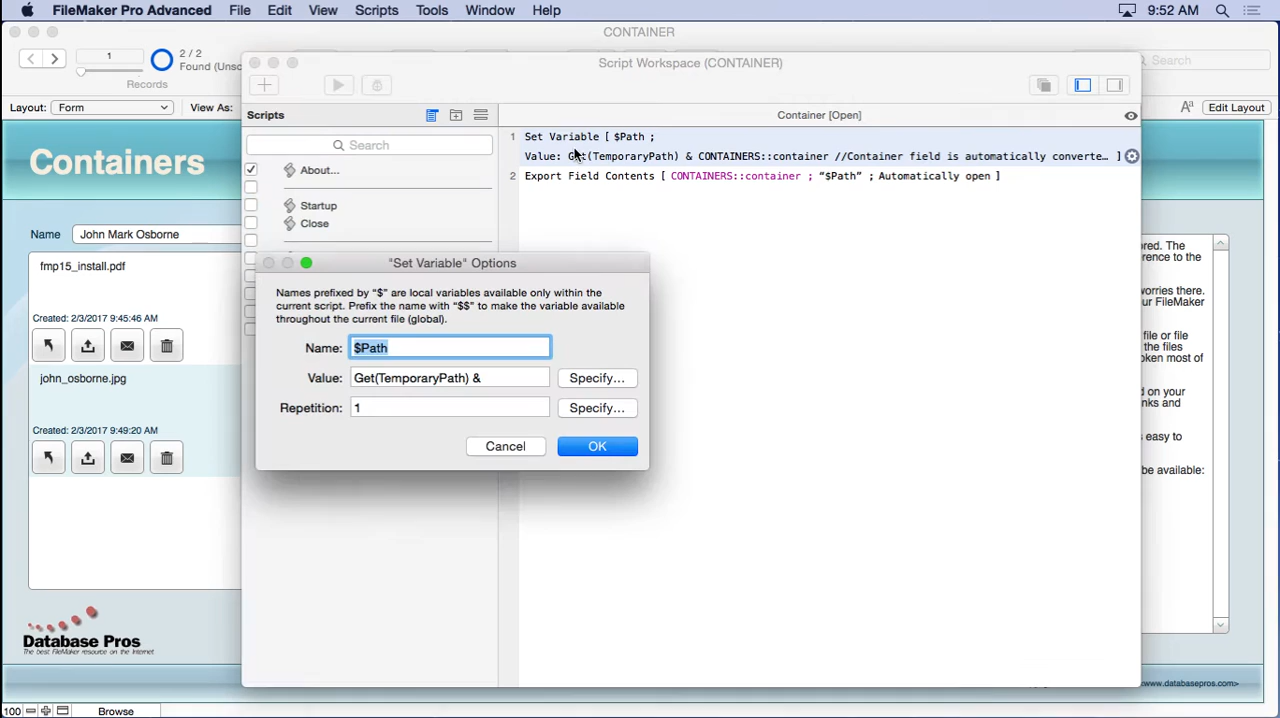 FileMaker Pro Advanced File Edit View Scripts Tools Window Help 9:52 AM
CONTAINER
1 2 / 2
Found (Unso
Records
Search
Layout: Form View As: Aª Edit Layout
Script Workspace (CONTAINER)
Scripts
Container [Open]
Search
About...
Startup
Close
1 Set Variable [ $Path ;
Value: Get(TemporaryPath) & CONTAINERS::container //Container field is automatically converte… ]
2 Export Field Contents [ CONTAINERS::container ; “$Path” ; Automatically open ]
Containers
Name John Mark Osborne
fmp15_install.pdf
Created: 2/3/2017 9:45:46 AM
john_osborne.jpg
Created: 2/3/2017 9:49:20 AM
"Set Variable" Options
Names prefixed by “$” are local variables available only within the
current script. Prefix the name with “$$” to make the variable available
throughout the current file (global).
Name: $Path
Value: Get(TemporaryPath) & Specify...
Repetition: 1 Specify...
Cancel OK
ored. The
erence to the
worries there.
ur FileMaker
file or file
the files
oken most of
d on your
nks and
s easy to
be available:
Database Pros
The best FileMaker resource on the Internet
www.databasepros.com>
100 Browse